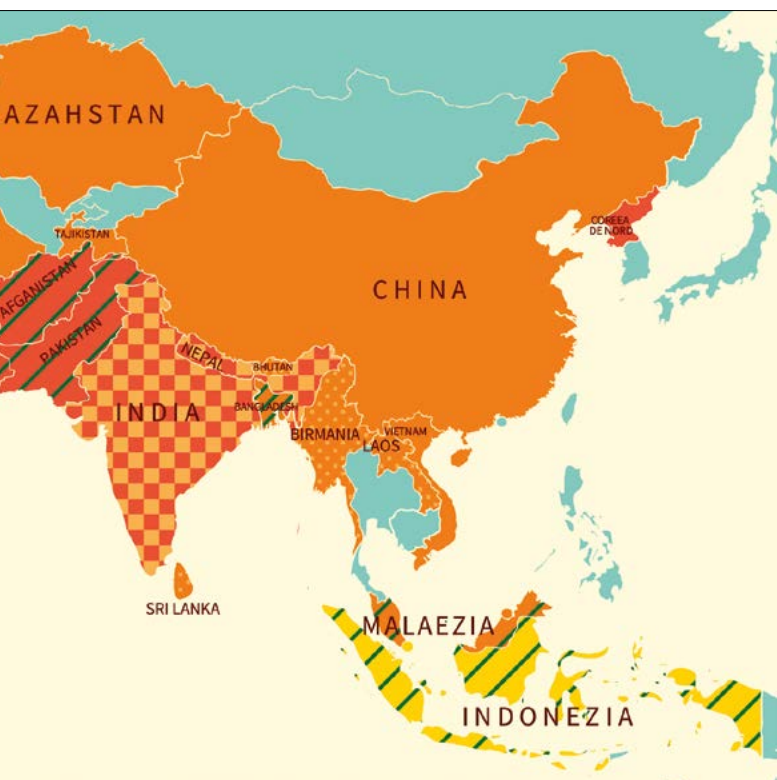 AZAHSTAN
TAJIKISTAN
COREEA
DE NORD
AFGANISTAN
CHINA
PAKISTAN
NEPAL
BHUTAN
INDIA
BANGLADESH
BIRMANIA
VIETNAM
LAOS
SRI LANKA
MALAEZIA
INDONEZIA